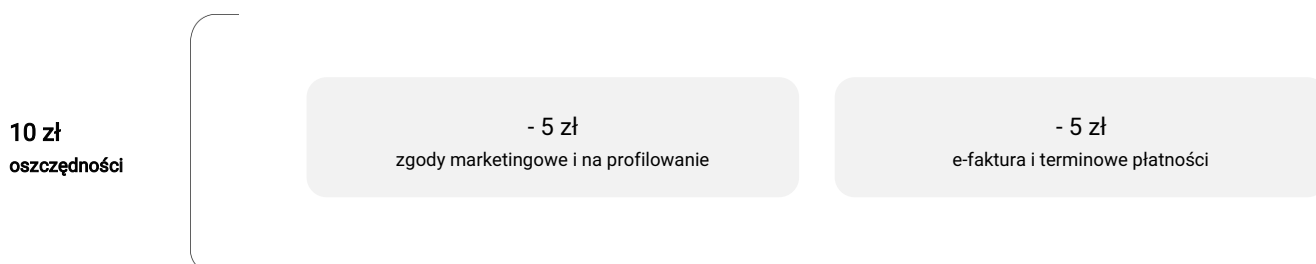 10 zł
oszczędności
- 5 zł
zgody marketingowe i na profilowanie
- 5 zł
e-faktura i terminowe płatności